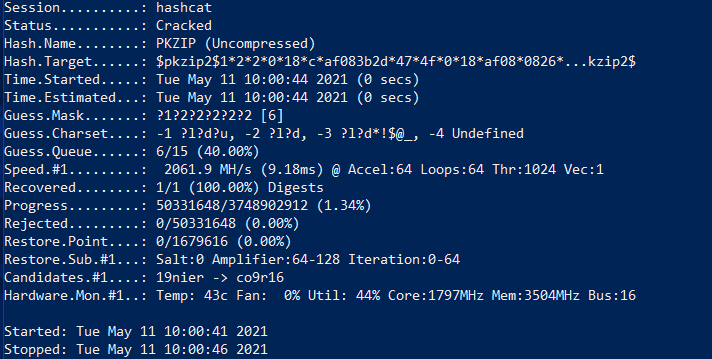 Session..........: hashcat
Status...........: Cracked
Hash.Name........: PKZIP (Uncompressed)
Hash.Target......: $pkzip2$1*2*2*0*18*c*af083b2d*47*4f*0*18*af08*0826*...kzip2$
Time.Started.....: Tue May 11 10:00:44 2021 (0 secs)
Time.Estimated...: Tue May 11 10:00:44 2021 (0 secs)
Guess.Mask.......: ?1?2?2?2?2?2 [6]
Guess.Charset....: -1 ?l?d?u, -2 ?l?d, -3 ?l?d*!$@_, -4 Undefined
Guess.Queue......: 6/15 (40.00%)
Speed.#1.........:  2061.9 MH/s (9.18ms) @ Accel:64 Loops:64 Thr:1024 Vec:1
Recovered........: 1/1 (100.00%) Digests
Progress.........: 50331648/3748902912 (1.34%)
Rejected.........: 0/50331648 (0.00%)
Restore.Point....: 0/1679616 (0.00%)
Restore.Sub.#1...: Salt:0 Amplifier:64-128 Iteration:0-64
Candidates.#1....: 19nier -> co9r16
Hardware.Mon.#1..: Temp: 43c Fan:  0% Util: 44% Core:1797MHz Mem:3504MHz Bus:16
Started: Tue May 11 10:00:41 2021
Stopped: Tue May 11 10:00:46 2021